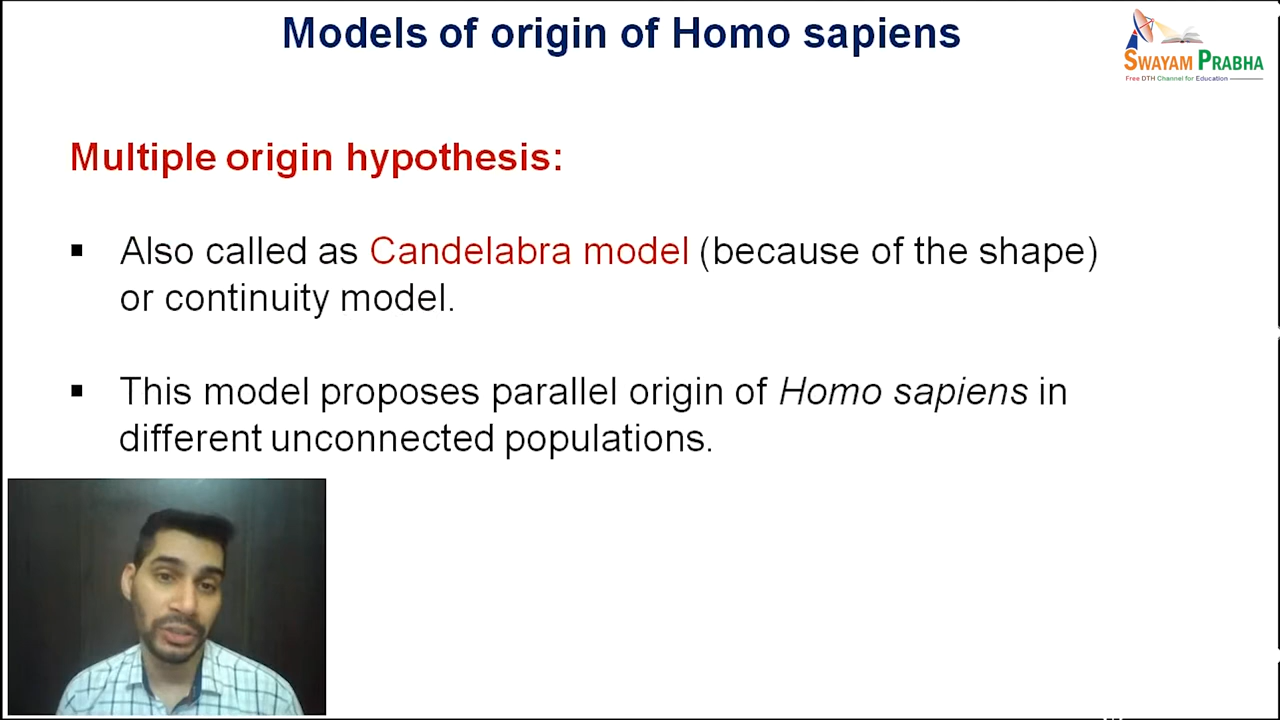 Models of origin of Homo sapiens
SWAYAM PRABHA
Free DTH Channel for Education
Multiple origin hypothesis:
▪ Also called as Candelabra model (because of the shape)
or continuity model.
▪ This model proposes parallel origin of Homo sapiens in
different unconnected populations.